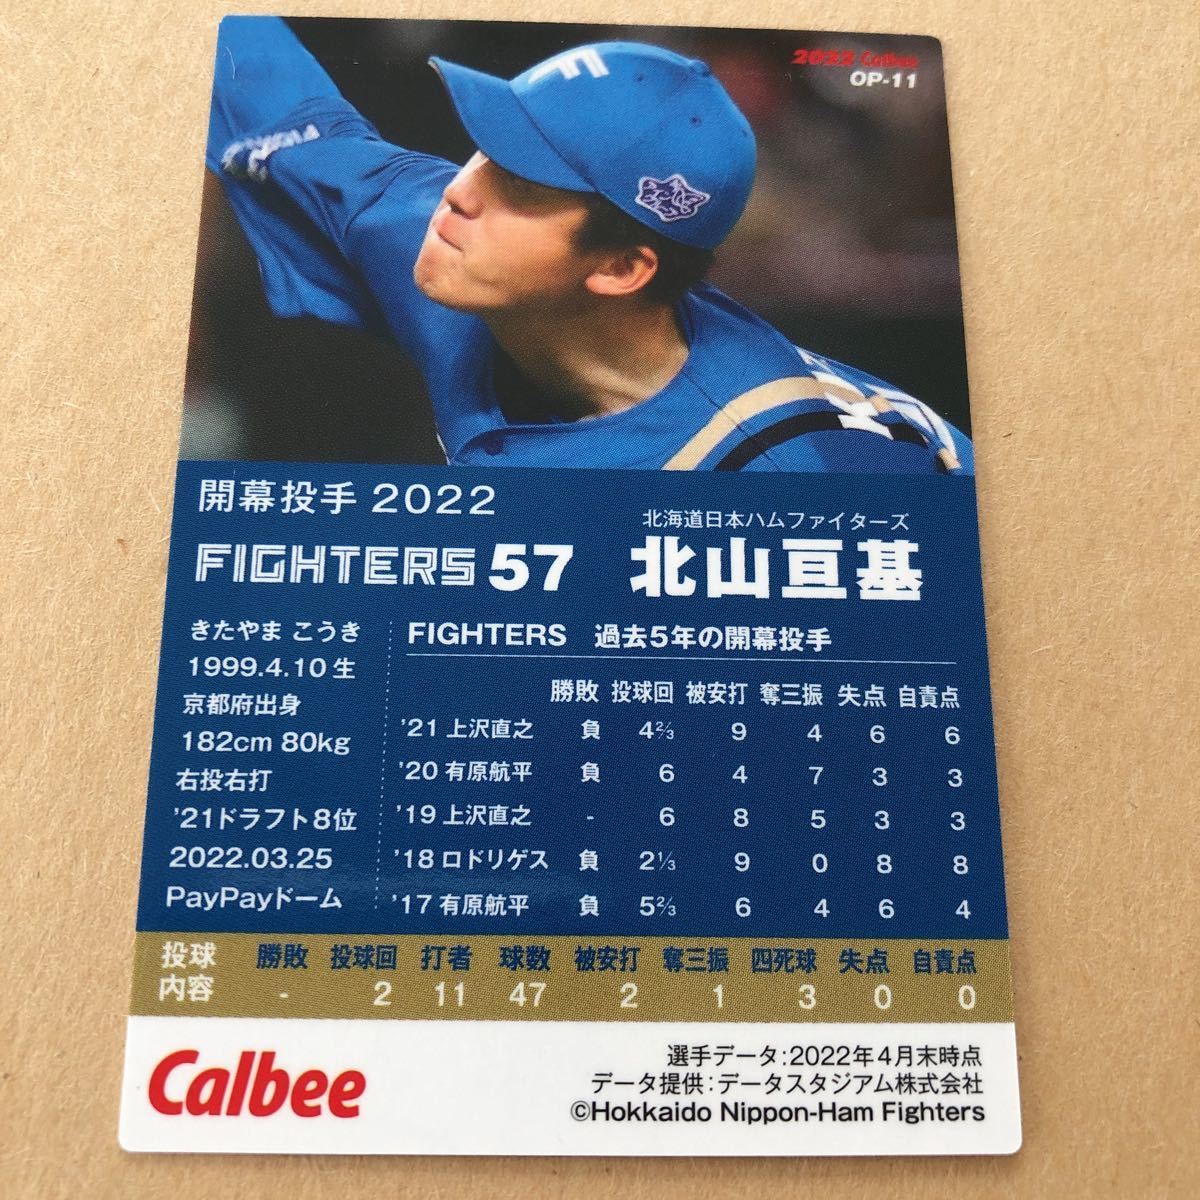 2022 Calbee
OP-11
F
開幕投手 2022
北海道日本ハムファイターズ
FIGHTERS 57 北山亘基
きたやま こうき
1999.4.10生
京都府出身
182cm 80kg
右投右打
'21ドラフト8位
2022.03.25
PayPayドーム
FIGHTERS 過去5年の開幕投手
勝敗 投球回 被安打 奪三振 失点 自責点
'21 上沢直之 負 4 2/3 9 4 6 6
'20 有原航平 負 6 4 7 3 3
'19 上沢直之 - 6 8 5 3 3
'18 ロドリゲス 負 2 1/3 9 0 8 8
'17 有原航平 負 5 2/3 6 4 6 4
投球内容 勝敗 投球回 打者 球数 被安打 奪三振 四死球 失点 自責点
- 2 11 47 2 1 3 0 0
Calbee
選手データ:2022年4月末時点
データ提供:データスタジアム株式会社
©Hokkaido Nippon-Ham Fighters